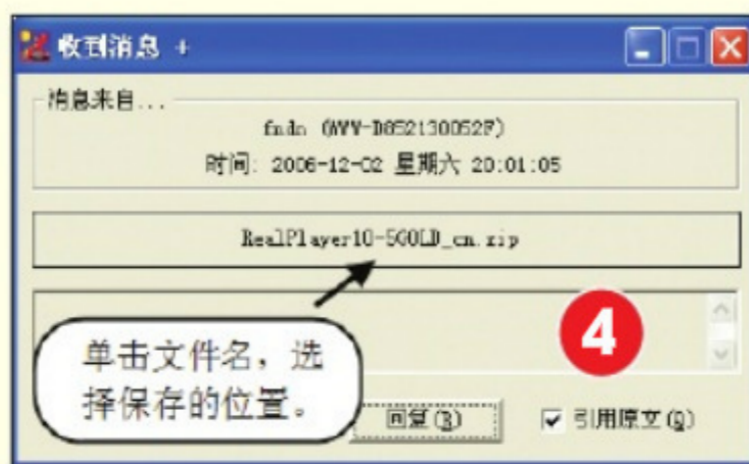 收到消息 +
消息来自...
fndn (WYY-D852130052F)
时间: 2006-12-02 星期六 20:01:05
RealPlayer10-5GOLD_cn.zip
单击文件名，选
择保存的位置。
4
回复(R)
引用原文(Q)